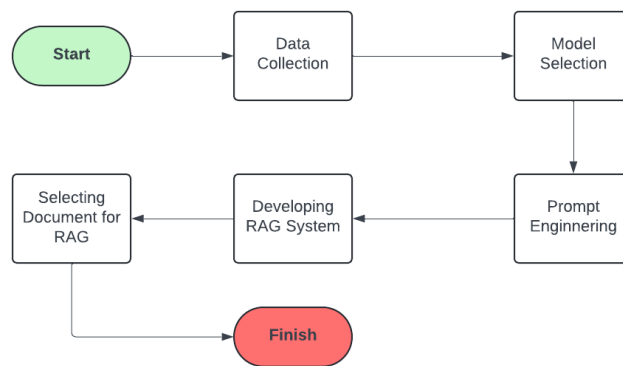 Start
Data
Collection
Model
Selection
Prompt
Enginnering
Developing
RAG System
Selecting
Document for
RAG
Finish